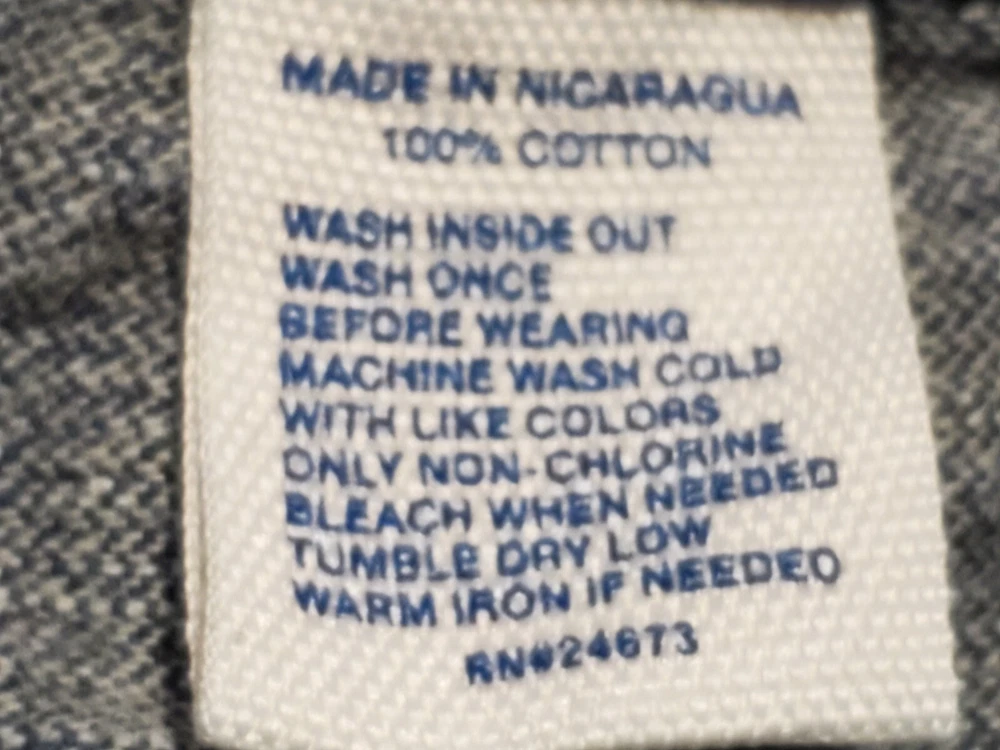 MADE IN NICARAGUA
100% COTTON
WASH INSIDE OUT
WASH ONCE
BEFORE WEARING
MACHINE WASH COLD
WITH LIKE COLORS
ONLY NON-CHLORINE
BLEACH WHEN NEEDED
TUMBLE DRY LOW
WARM IRON IF NEEDED
RN#24673